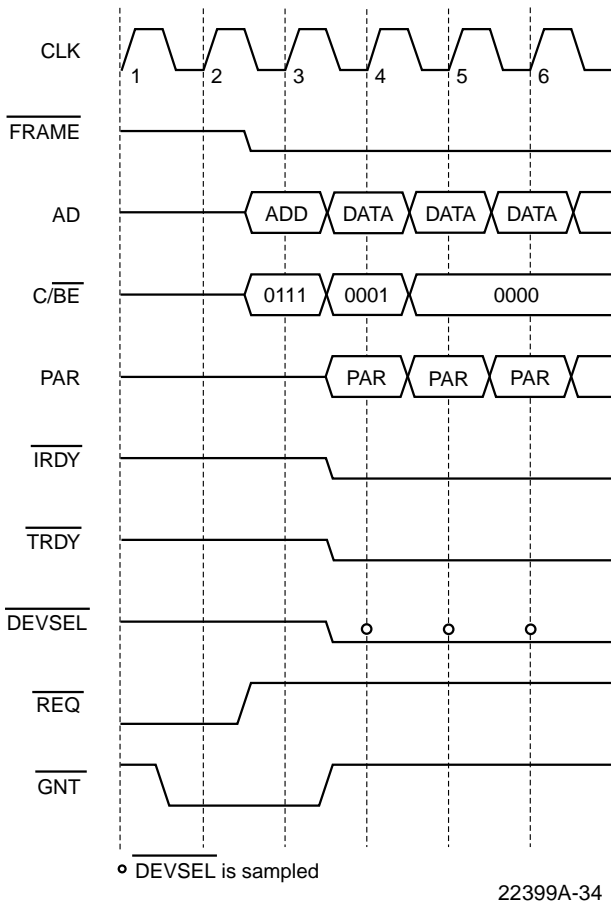 CLK
1 2 3 4 5 6
FRAME
AD ADD DATA DATA DATA
C/BE 0111 0001 0000
PAR PAR PAR PAR
IRDY
TRDY
DEVSEL
REQ
GNT
DEVSEL is sampled
22399A-34